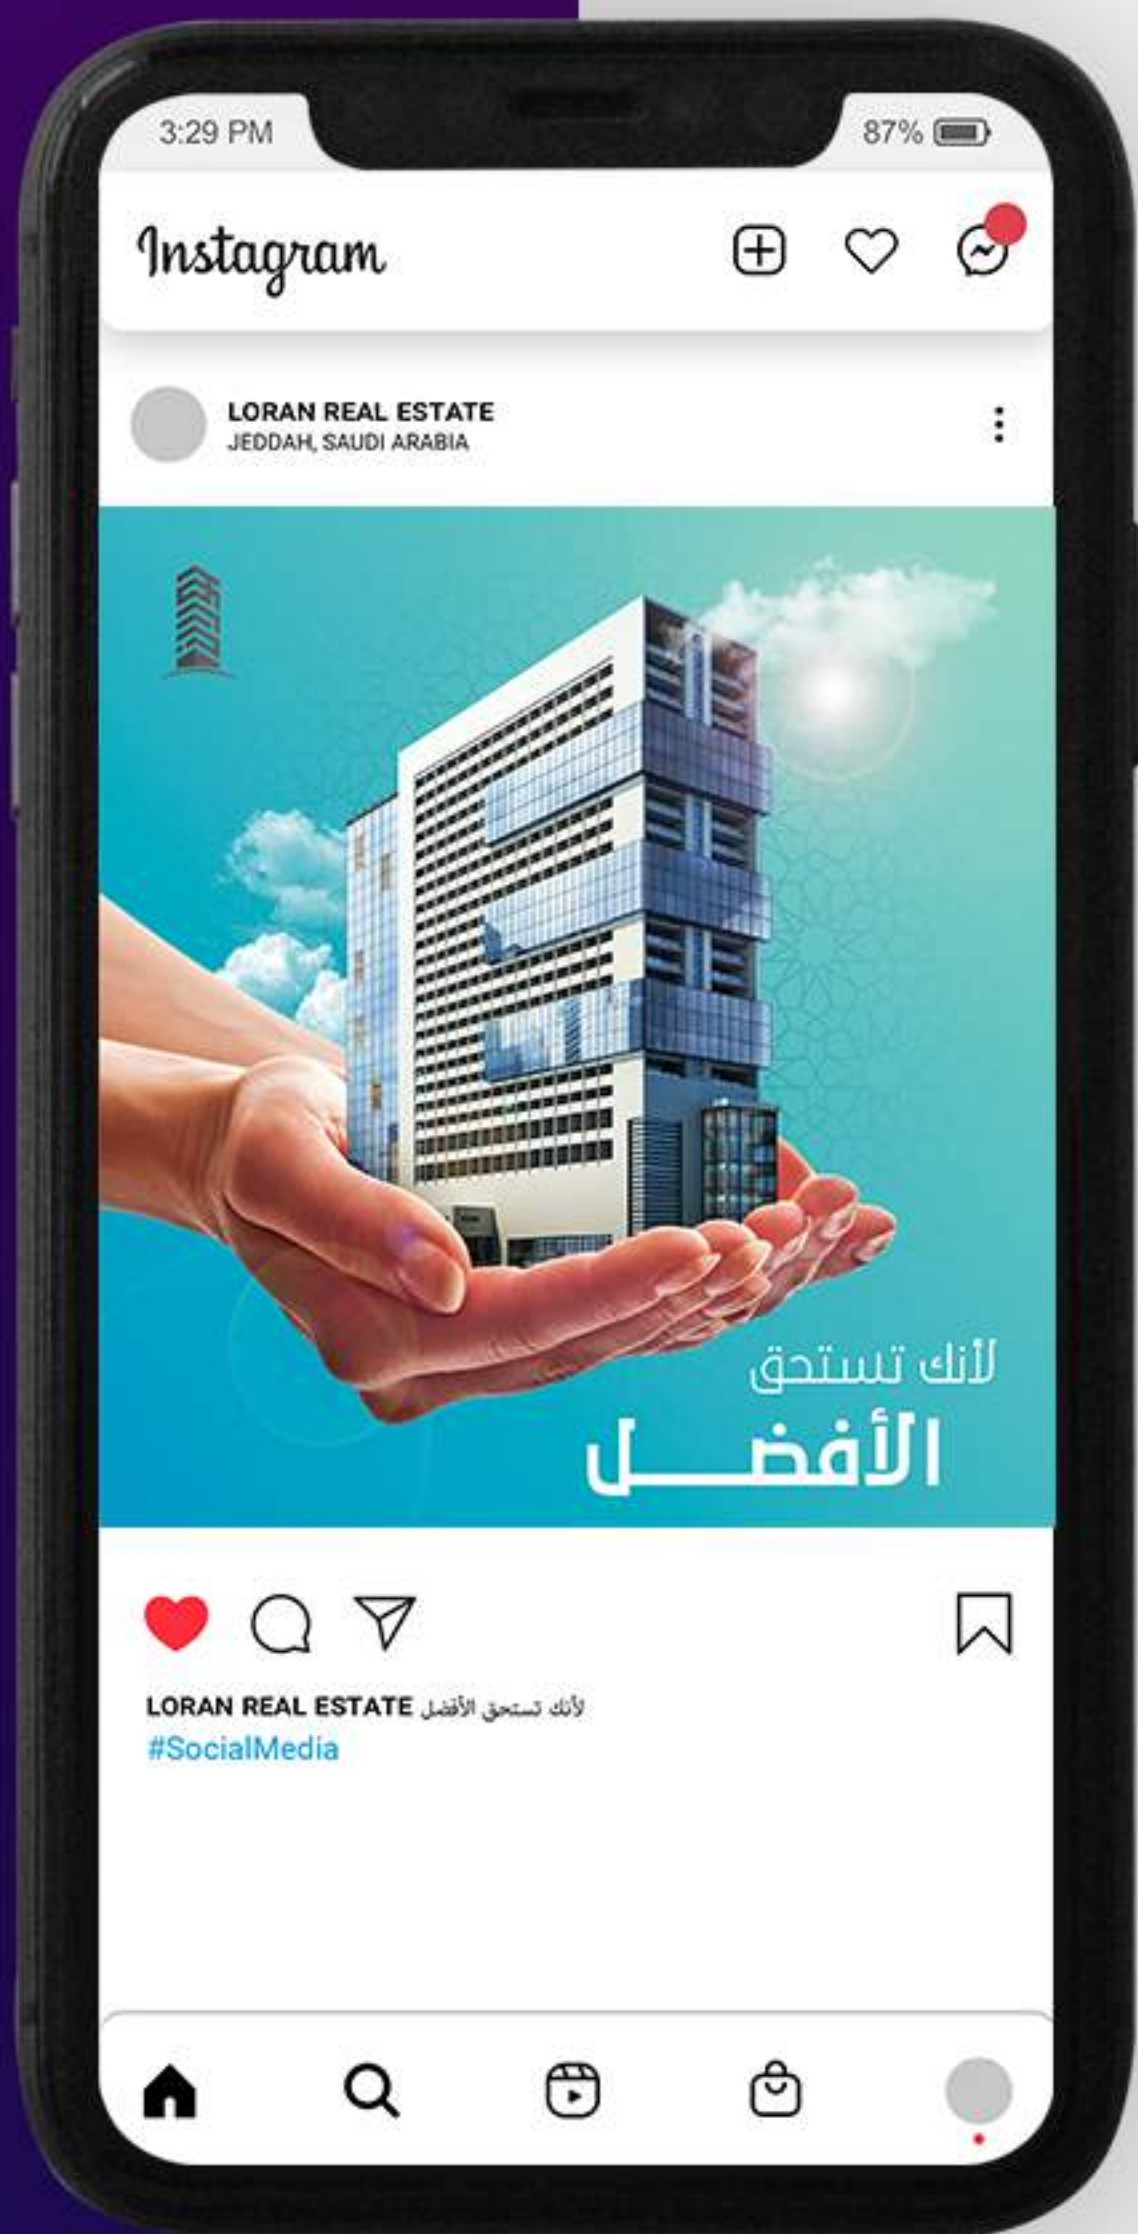 3:29 PM
87%
Instagram
LORAN REAL ESTATE
JEDDAH, SAUDI ARABIA
لأنك تستحق
الأفضـــــل
LORAN REAL ESTATE لأنك تستحق الأفضل
#SocialMedia